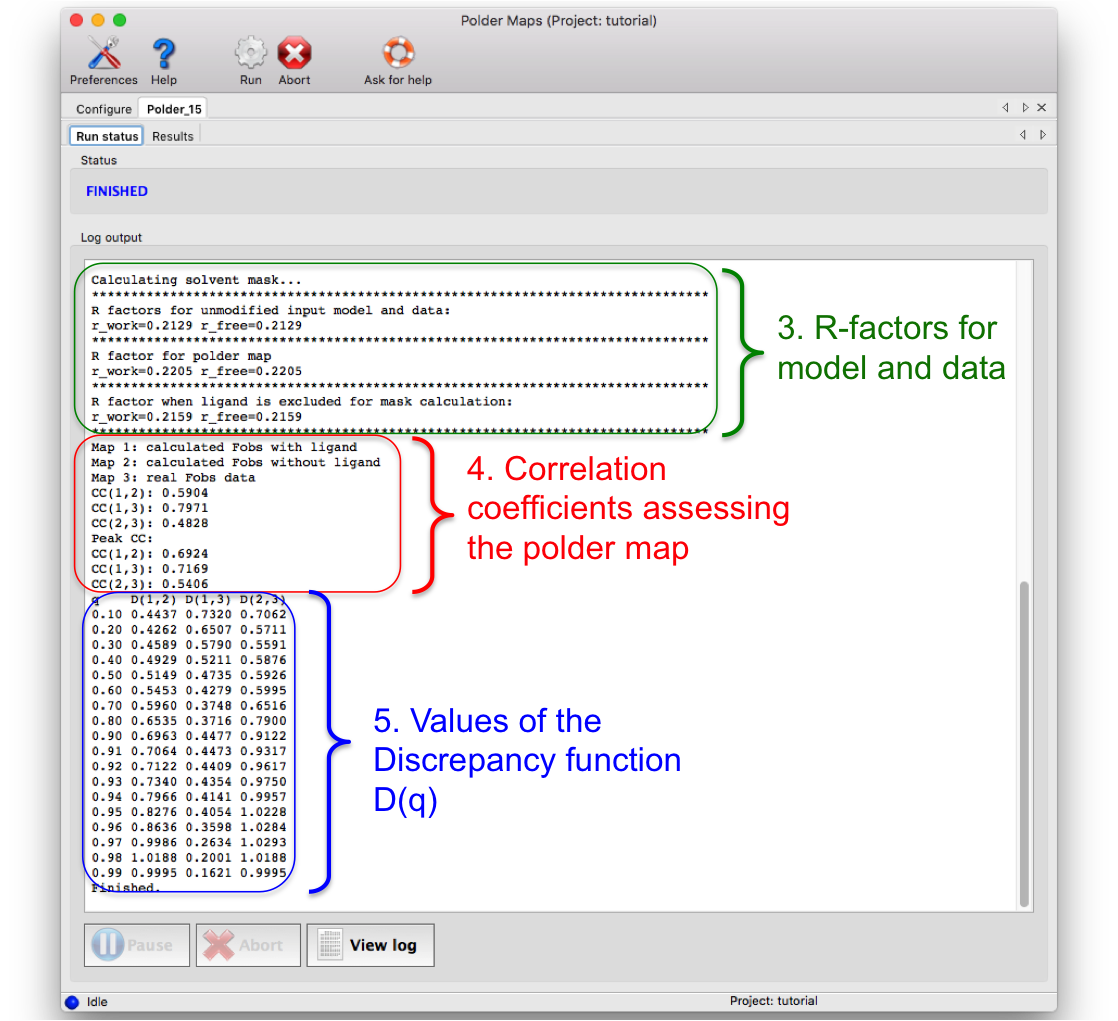 Polder Maps (Project: tutorial)
Preferences Help Run Abort Ask for help
Configure Polder_15
Run status Results
Status
FINISHED
Log output
Calculating solvent mask...
********************************************************************************
R factors for unmodified input model and data:
r_work=0.2129 r_free=0.2129
********************************************************************************
R factor for polder map
r_work=0.2205 r_free=0.2205
********************************************************************************
R factor when ligand is excluded for mask calculation:
r_work=0.2159 r_free=0.2159
********************************************************************************
3. R-factors for
model and data
Map 1: calculated Fobs with ligand
Map 2: calculated Fobs without ligand
Map 3: real Fobs data
CC(1,2): 0.5904
CC(1,3): 0.7971
CC(2,3): 0.4828
Peak CC:
CC(1,2): 0.6924
CC(1,3): 0.7169
CC(2,3): 0.5406
4. Correlation
coefficients assessing
the polder map
q D(1,2) D(1,3) D(2,3)
0.10 0.4437 0.7320 0.7062
0.20 0.4262 0.6507 0.5711
0.30 0.4589 0.5790 0.5591
0.40 0.4929 0.5211 0.5876
0.50 0.5149 0.4735 0.5926
0.60 0.5453 0.4279 0.5995
0.70 0.5960 0.3748 0.6516
0.80 0.6535 0.3716 0.7900
0.90 0.6963 0.4477 0.9122
0.91 0.7064 0.4473 0.9317
0.92 0.7122 0.4409 0.9617
0.93 0.7340 0.4354 0.9750
0.94 0.7966 0.4141 0.9957
0.95 0.8276 0.4054 1.0228
0.96 0.8636 0.3598 1.0284
0.97 0.9986 0.2634 1.0293
0.98 1.0188 0.2001 1.0188
0.99 0.9995 0.1621 0.9995
Finished.
5. Values of the
Discrepancy function
D(q)
Pause Abort View log
Idle Project: tutorial